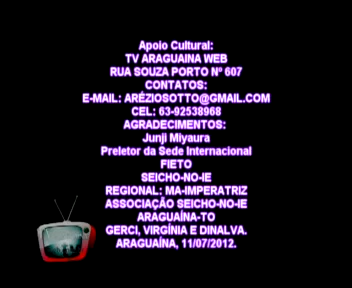 Apoio Cultural:
TV ARAGUAINA WEB
RUA SOUZA PORTO Nº 607
CONTATOS:
E-MAIL: ARÉZIOSOTTO@GMAIL.COM
CEL: 63-92538968
AGRADECIMENTOS:
Junji Miyaura
Preletor da Sede Internacional
FIETO
SEICHO-NO-IE
REGIONAL: MA-IMPERATRIZ
ASSOCIAÇÃO SEICHO-NO-IE
ARAGUAÍNA-TO
GERCI, VIRGÍNIA E DINALVA.
ARAGUAÍNA, 11/07/2012.